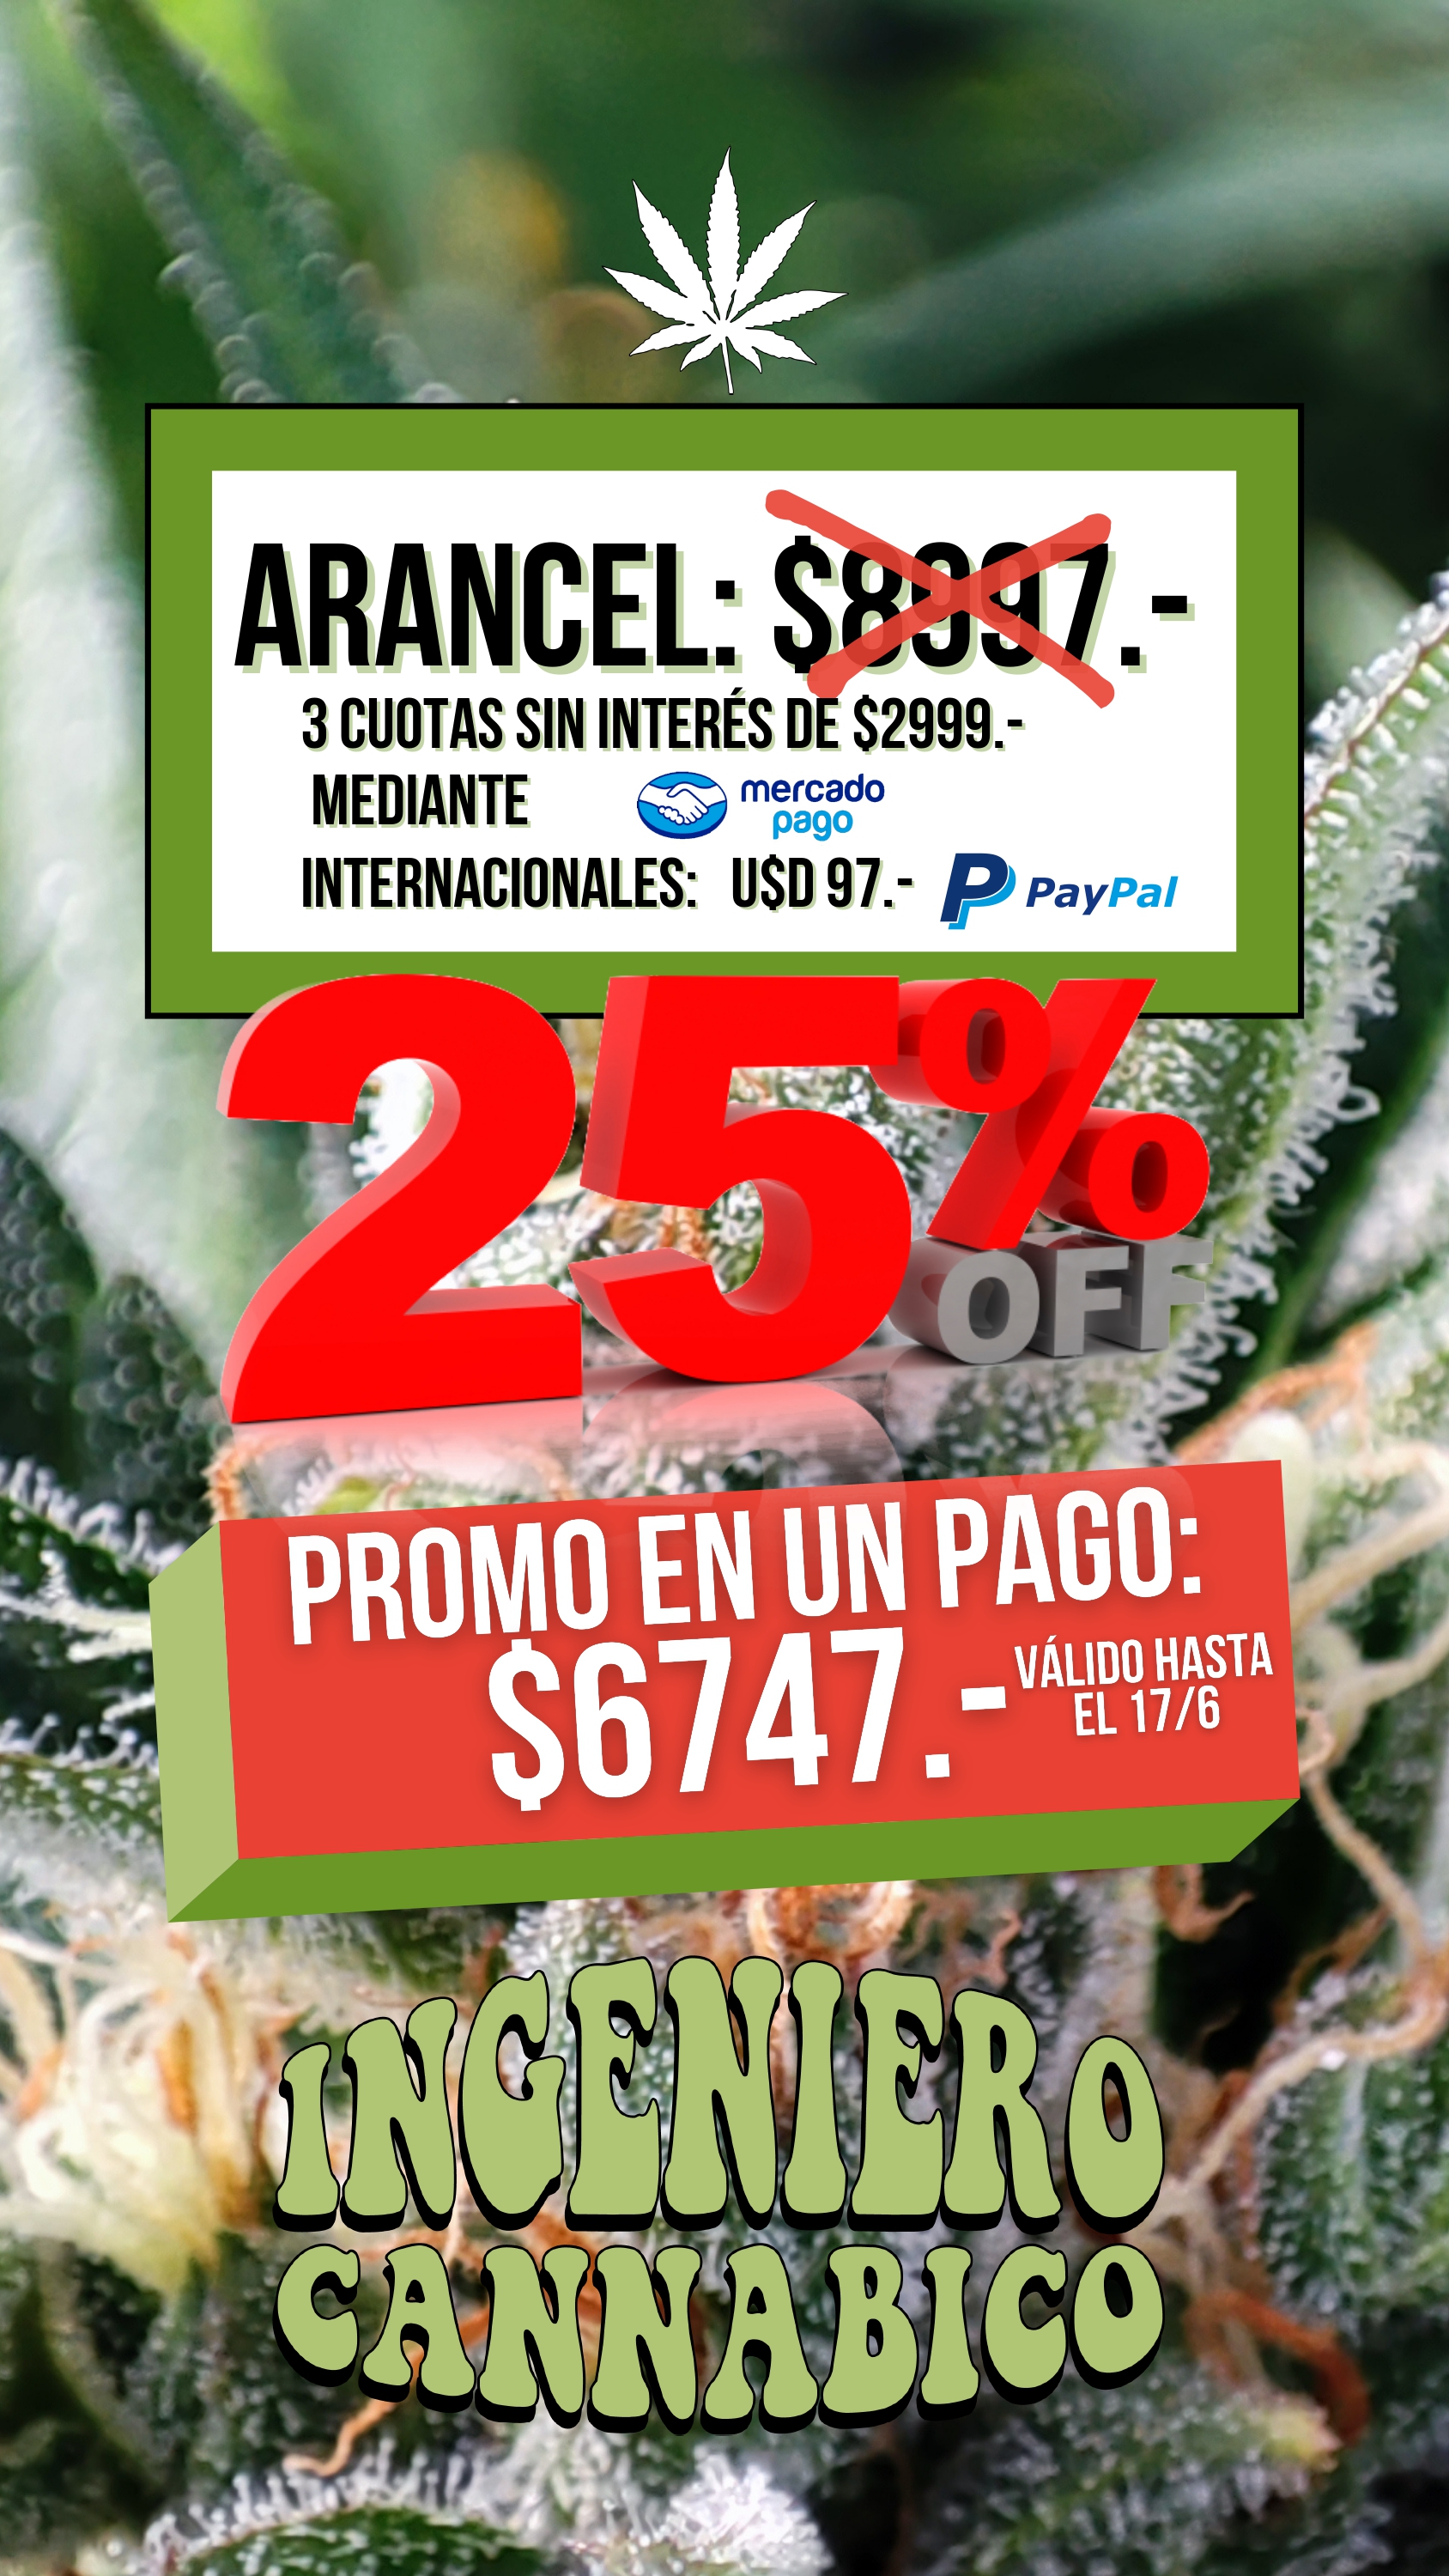 ARANCEL: $8997.-
3 CUOTAS SIN INTERÉS DE $2999.-
MEDIANTE mercado pago
INTERNACIONALES: U$D 97.- PayPal
25%
OFF
PROMO EN UN PAGO:
$6747.- VÁLIDO HASTA
EL 17/6
INGENIERO
CANNABICO